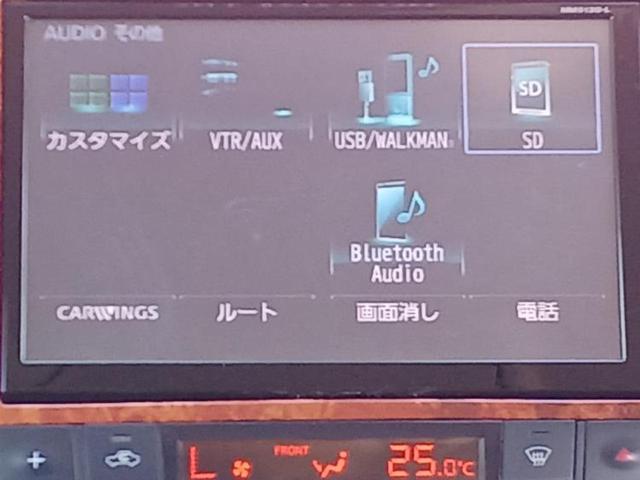 AUDIO その他
カスタマイズ
VTR/AUX
USB/WALKMAN®
SD
SD
Bluetooth
Audio
CARWINGS
ルート
画面消し
電話
+
FRONT
L
25.0℃